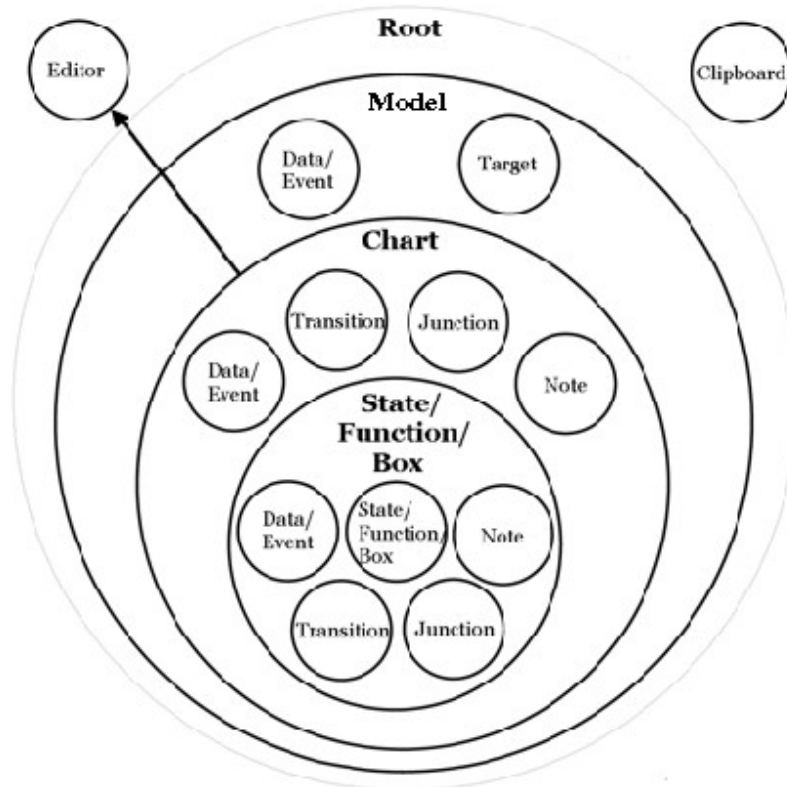 Root
Editor
Clipboard
Model
Data/
Event
Target
Chart
Transition
Junction
Data/
Event
Note
State/
Function/
Box
Data/
Event
State/
Function/
Box
Note
Transition
Junction